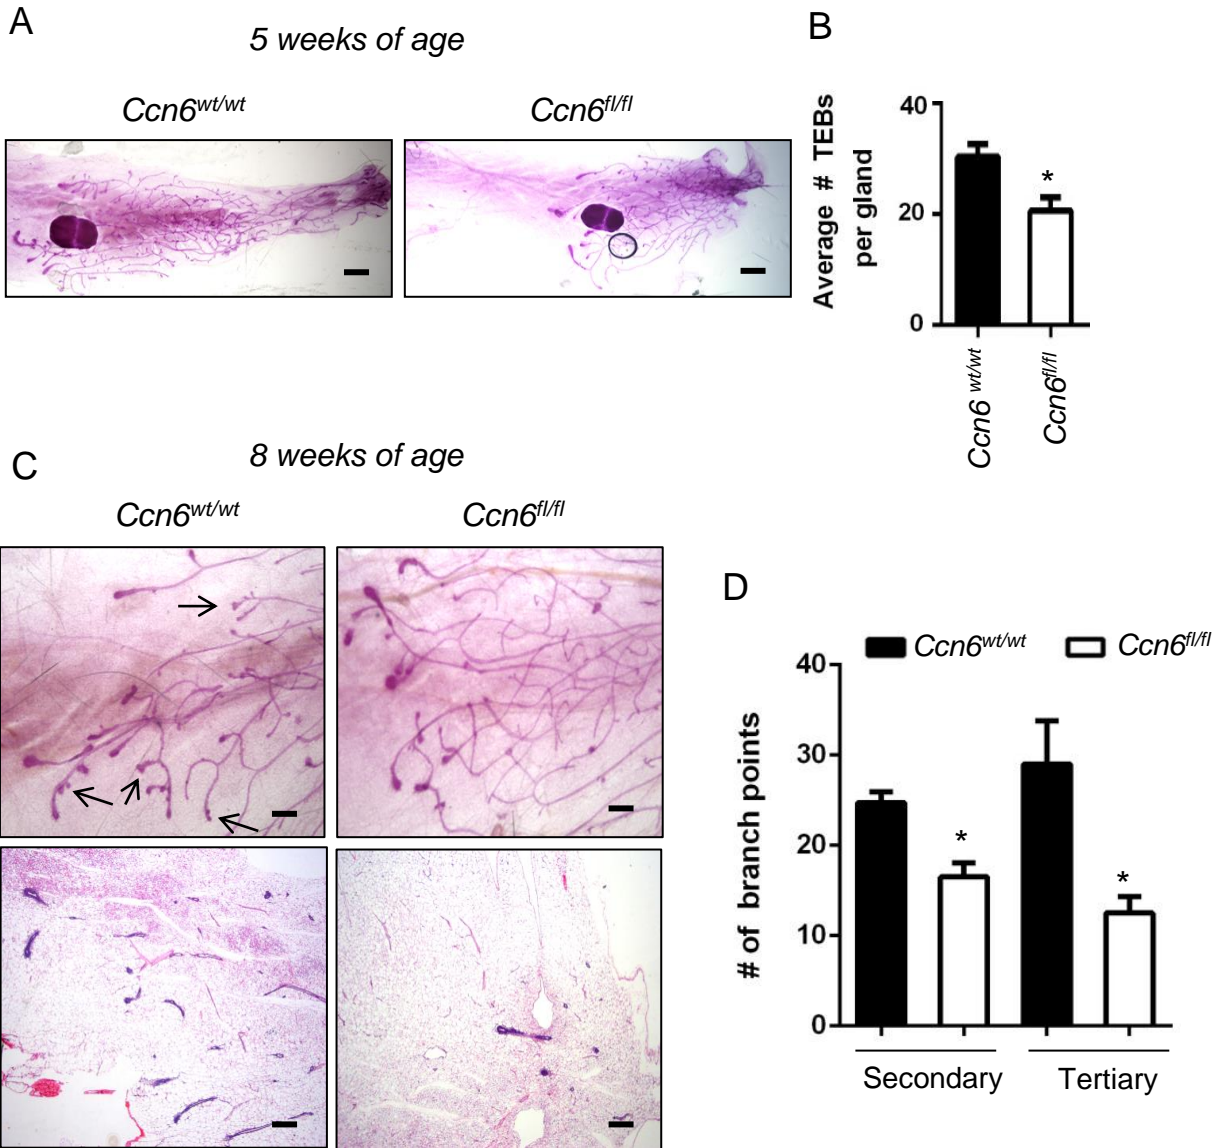 A
5 weeks of age
Ccn6wt/wt
Ccn6fl/fl
B
Average # TEBs
per gland
40
20
0
Ccn6 wt/wt
*
Ccn6fl/fl
C
8 weeks of age
Ccn6wt/wt
Ccn6fl/fl
D
Ccn6wt/wt
Ccn6fl/fl
# of branch points
40
30
20
10
0
*
*
Secondary
Tertiary